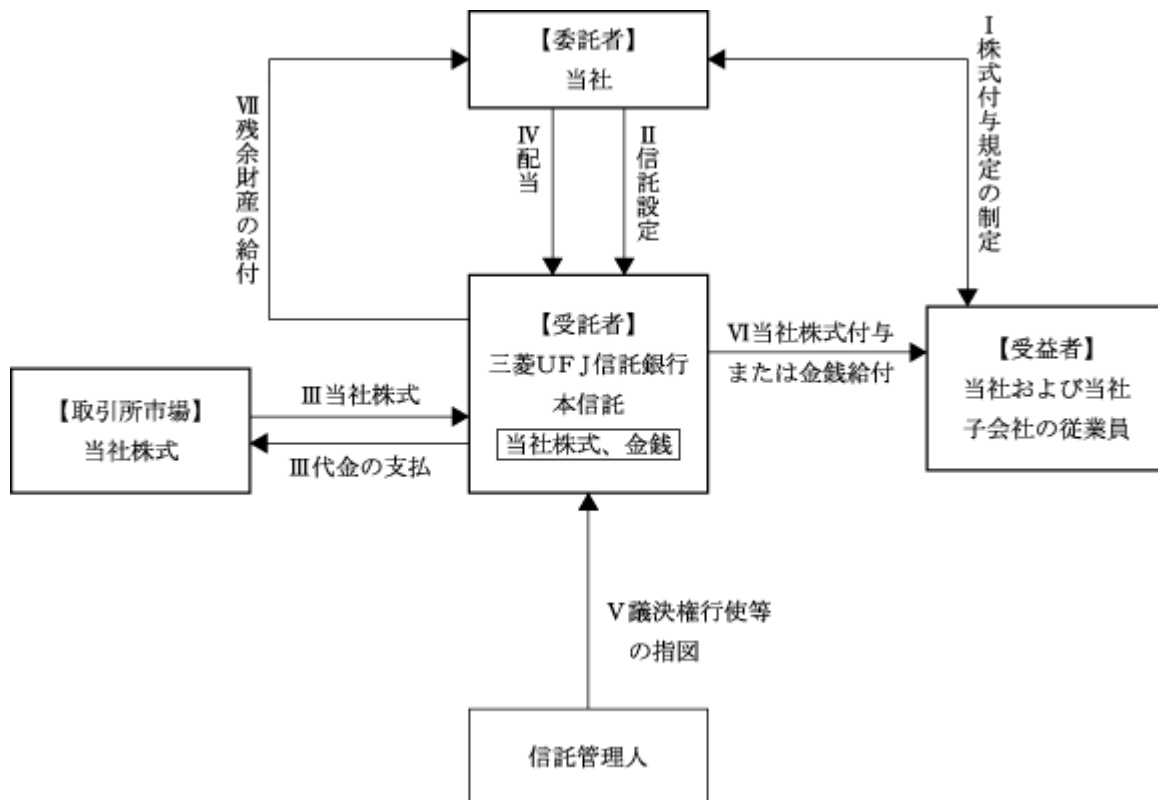 【委託者】
当社
Ⅰ株式付与規定の制定
Ⅶ残余財産の給付
Ⅳ配当
Ⅱ信託設定
【受託者】
三菱UFJ信託銀行
本信託
当社株式、金銭
Ⅵ当社株式付与
または金銭給付
【受益者】
当社および当社
子会社の従業員
【取引所市場】
当社株式
Ⅲ当社株式
Ⅲ代金の支払
Ⅴ議決権行使等
の指図
信託管理人